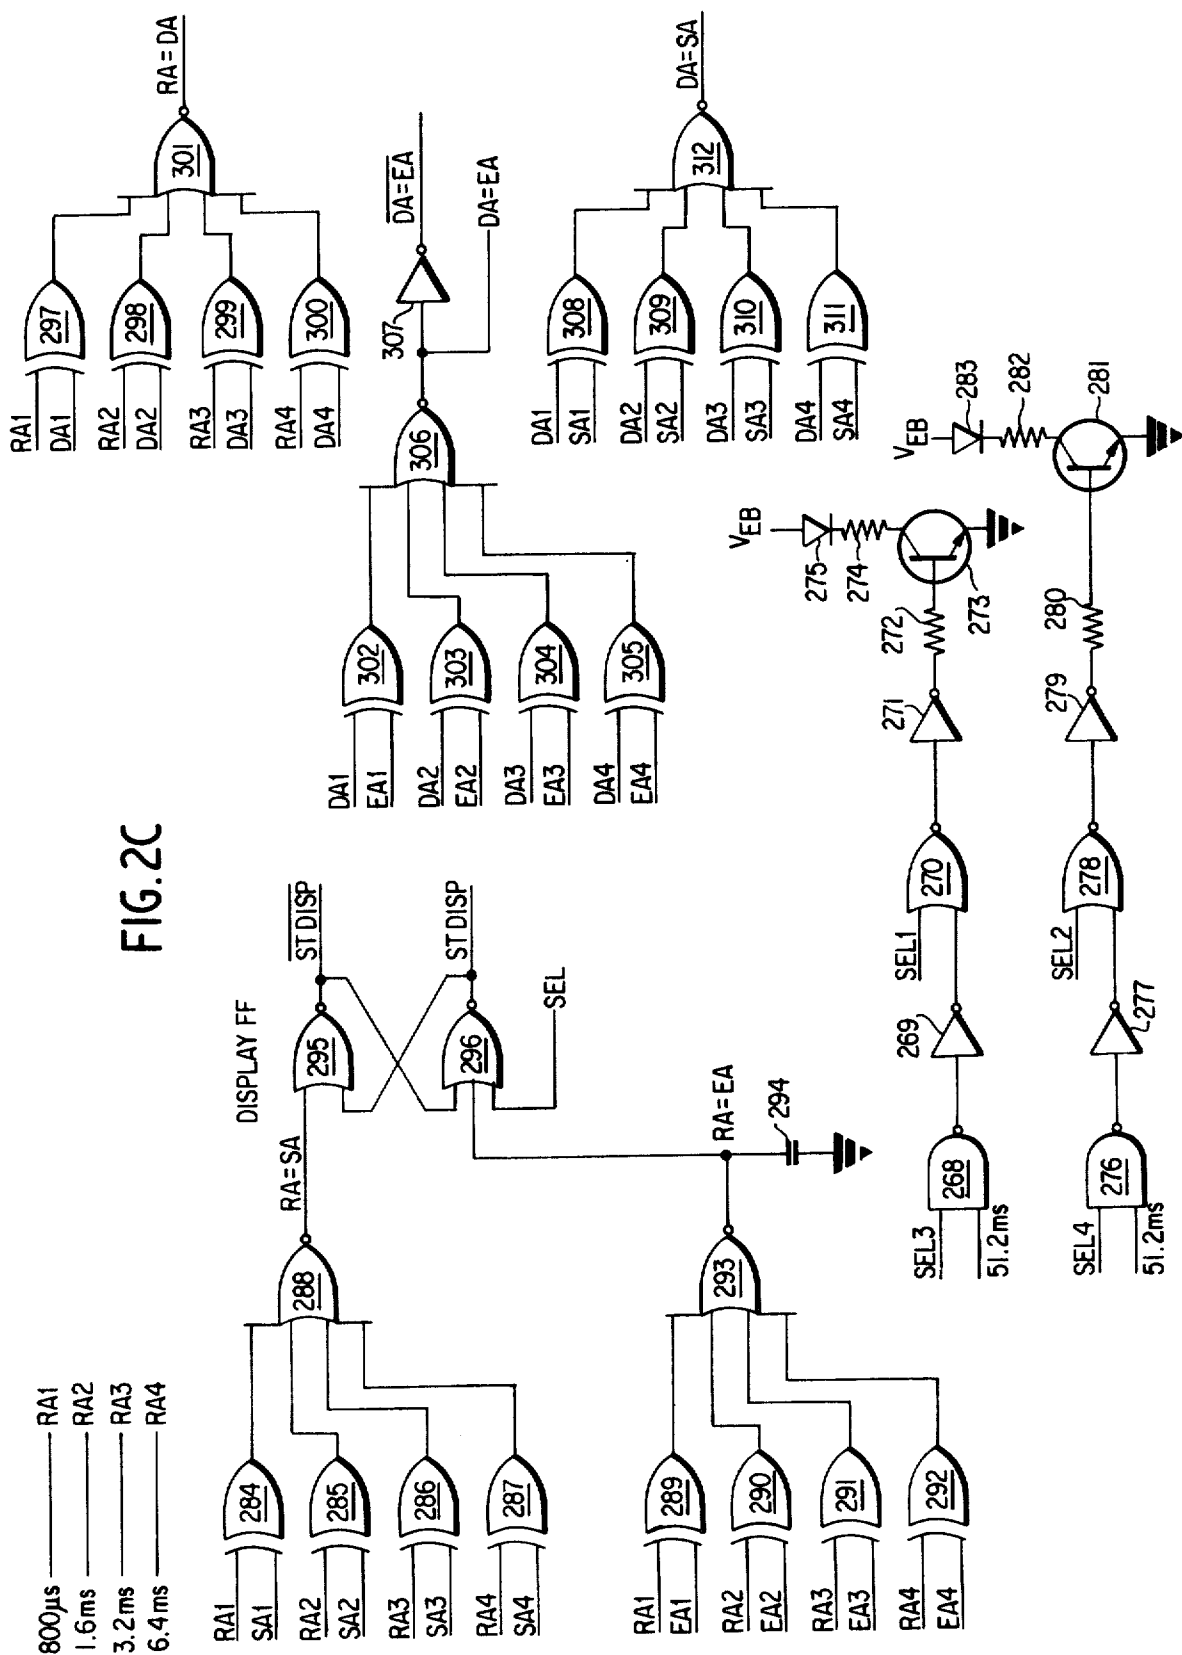 FIG.2C
800μs RA1
1.6ms RA2
3.2ms RA3
6.4ms RA4
RA1
SA1
284
RA2
SA2
285
RA3
SA3
286
RA4
SA4
287
288
RA=SA
DISPLAY FF
295
ST DISP
296
ST DISP
SEL
RA1
EA1
289
RA2
EA2
290
RA3
EA3
291
RA4
EA4
292
293
RA=EA
294
RA1
DA1
297
RA2
DA2
298
RA3
DA3
299
RA4
DA4
300
301
RA=DA
DA1
EA1
302
DA2
EA2
303
DA3
EA3
304
DA4
EA4
305
306
307
DA=EA
DA=EA
DA1
SA1
308
DA2
SA2
309
DA3
SA3
310
DA4
SA4
311
312
DA=SA
SEL3
51.2ms
268
269
SEL1
270
271
272
273
274
275
VEB
SEL4
51.2ms
276
277
SEL2
278
279
280
281
282
283
VEB